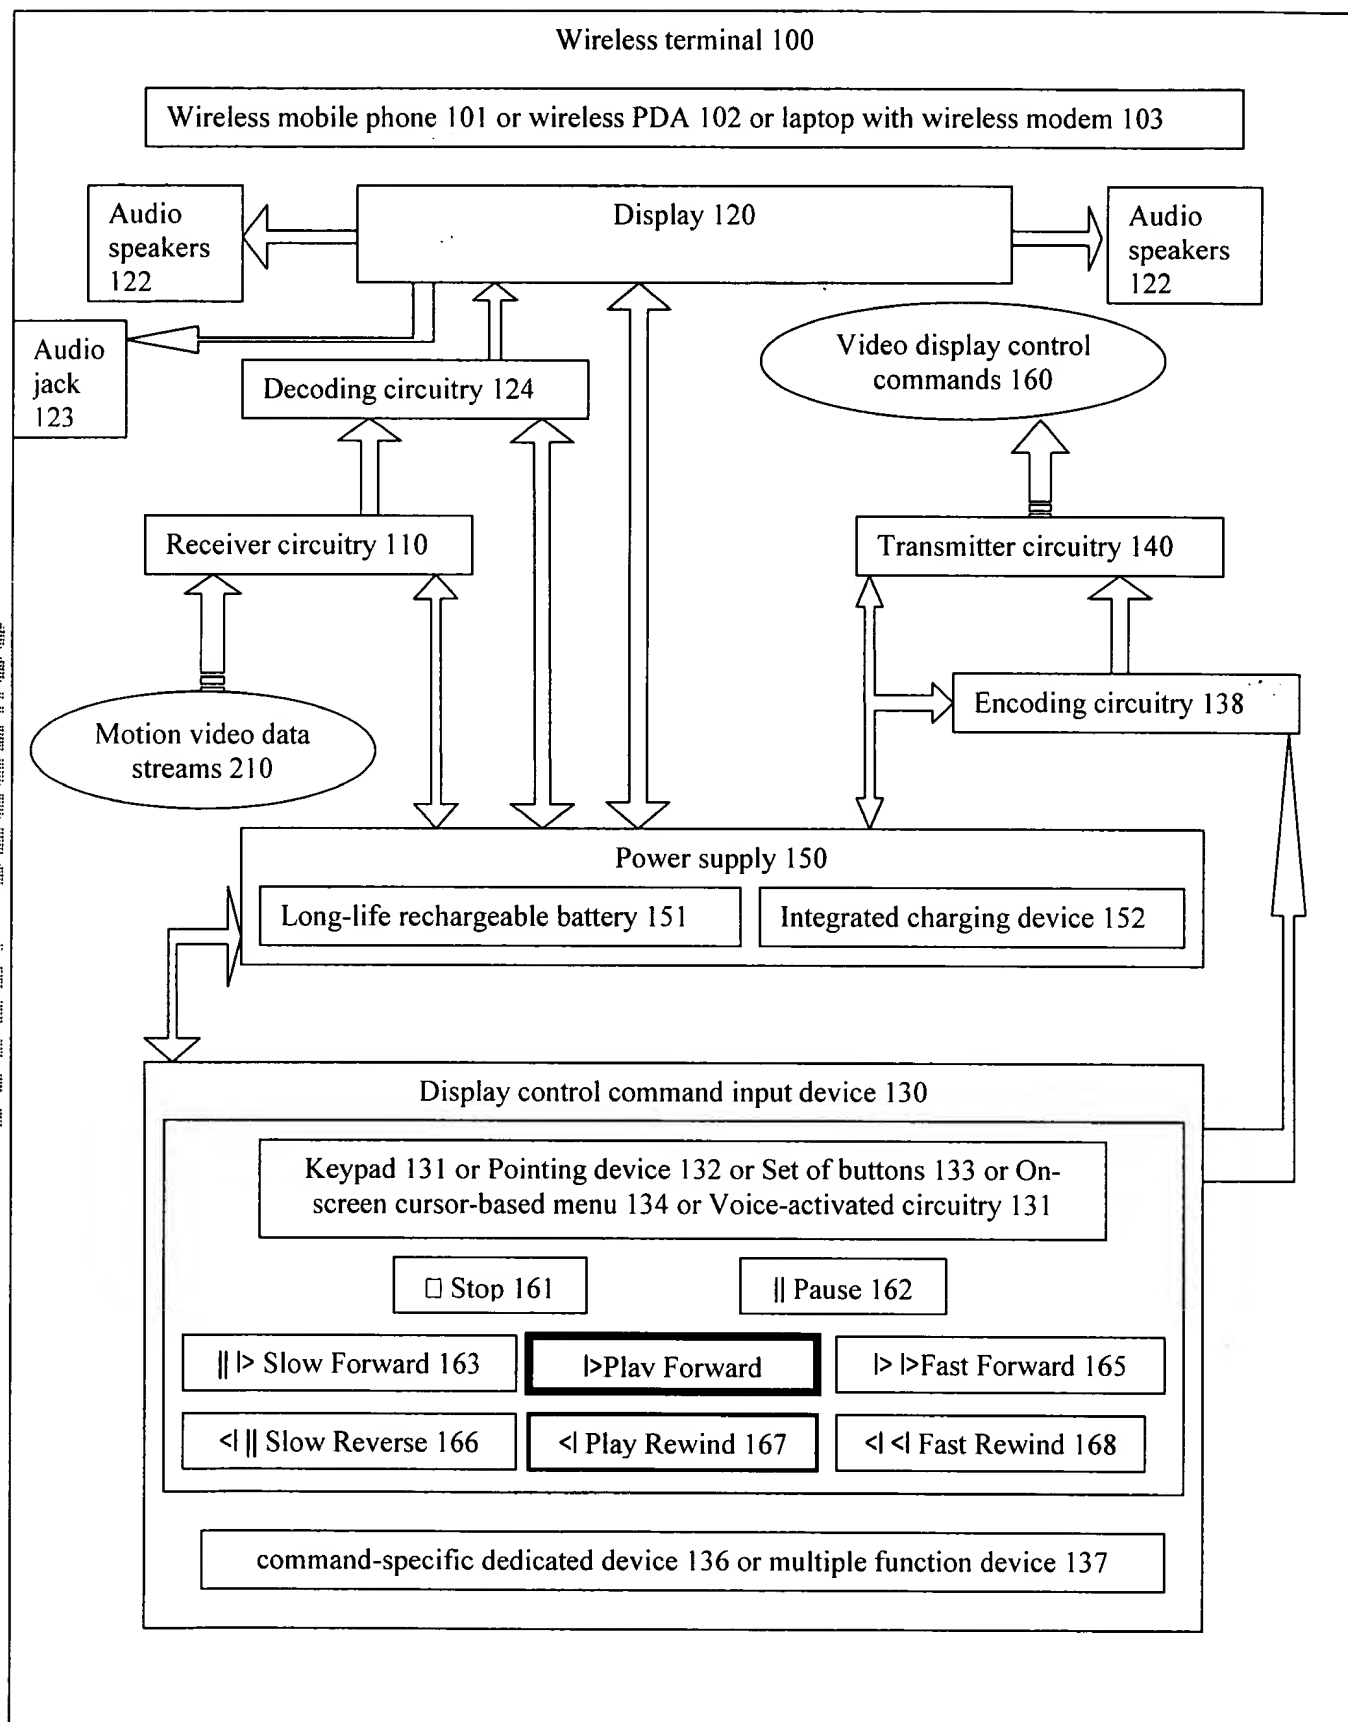 Wireless terminal 100
Wireless mobile phone 101 or wireless PDA 102 or laptop with wireless modem 103
Audio
speakers
122
Display 120
Audio
speakers
122
Audio
jack
123
Decoding circuitry 124
Video display control
commands 160
Receiver circuitry 110
Transmitter circuitry 140
Motion video data
streams 210
Encoding circuitry 138
Power supply 150
Long-life rechargeable battery 151
Integrated charging device 152
Display control command input device 130
Keypad 131 or Pointing device 132 or Set of buttons 133 or On-
screen cursor-based menu 134 or Voice-activated circuitry 131
□ Stop 161
|| Pause 162
|| |> Slow Forward 163
|>Plav Forward
|> |>Fast Forward 165
<| || Slow Reverse 166
<| Play Rewind 167
<| <| Fast Rewind 168
command-specific dedicated device 136 or multiple function device 137